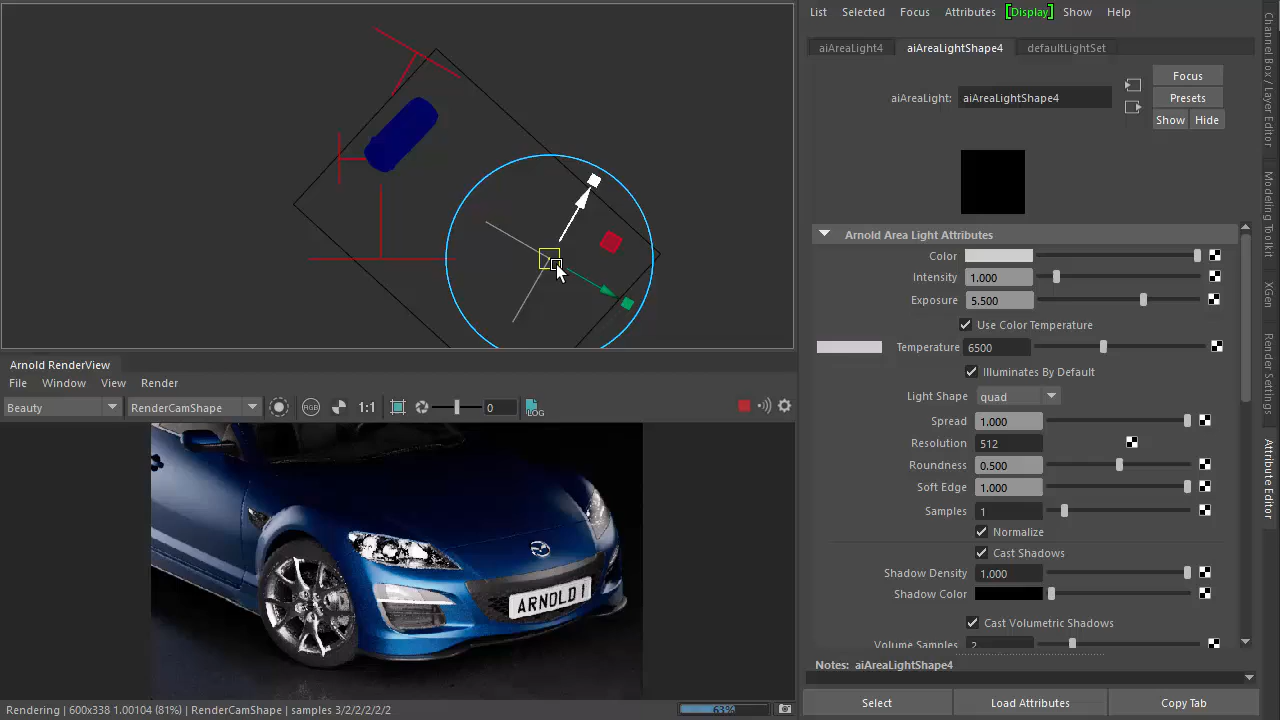 List Selected Focus Attributes [Display] Show Help
aiAreaLight4 aiAreaLightShape4 defaultLightSet
aiAreaLight: aiAreaLightShape4
Focus
Presets
Show Hide
Arnold Area Light Attributes
Color
Intensity 1.000
Exposure 5.500
Use Color Temperature
Temperature 6500
Illuminates By Default
Light Shape quad
Spread 1.000
Resolution 512
Roundness 0.500
Soft Edge 1.000
Samples 1
Normalize
Cast Shadows
Shadow Density 1.000
Shadow Color
Cast Volumetric Shadows
Volume Samples 2
Notes: aiAreaLightShape4
Select Load Attributes Copy Tab
Channel Box / Layer Editor
Modeling Toolkit
XGen
Render Settings
Attribute Editor
Arnold RenderView
File Window View Render
Beauty RenderCamShape RGB 1:1 0 LOG
ARNOLD 1
Rendering | 600x338 1.00104 (81%) | RenderCamShape | samples 3/2/2/2/2/2 63%